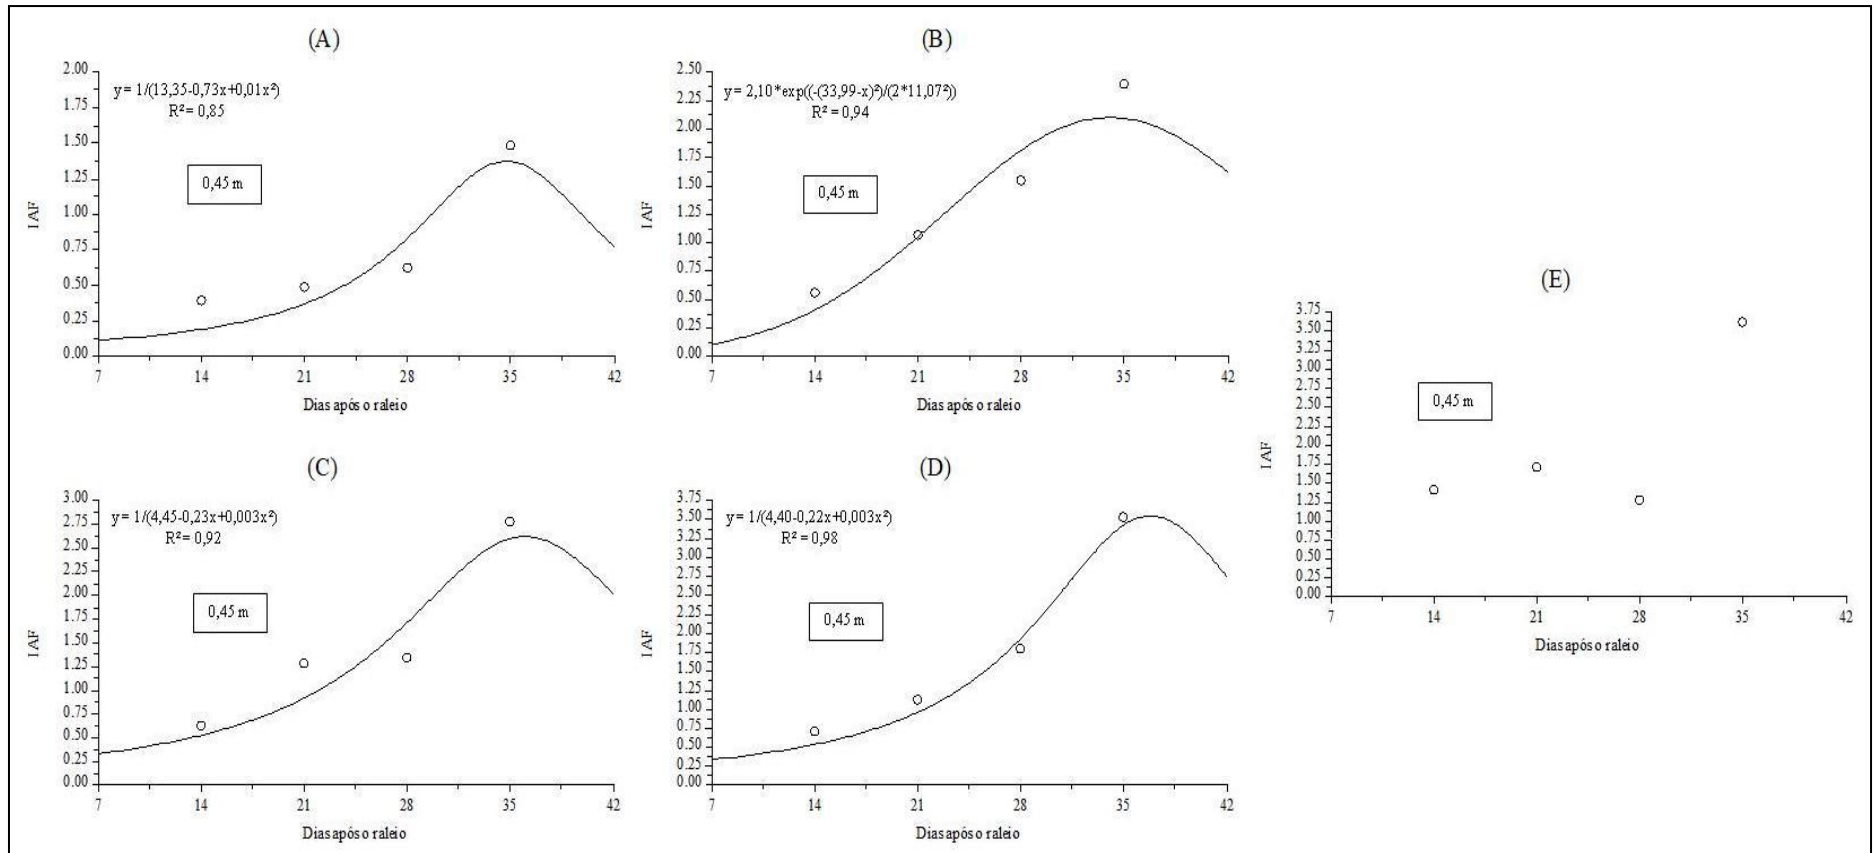 (A)
2.00
1.75
1.50
1.25
1.00
0.75
0.50
0.25
0.00
y = 1/(13,35-0,73x+0,01x²)
R² = 0,85
0,45 m
IAF
7 14 21 28 35 42
Dias após o raleio
(B)
2.50
2.25
2.00
1.75
1.50
1.25
1.00
0.75
0.50
0.25
0.00
y = 2,10*exp((-(33,99-x)²)/(2*11,07²))
R² = 0,94
0,45 m
IAF
7 14 21 28 35 42
Dias após o raleio
(C)
3.00
2.75
2.50
2.25
2.00
1.75
1.50
1.25
1.00
0.75
0.50
0.25
0.00
y = 1/(4,45-0,23x+0,003x²)
R² = 0,92
0,45 m
IAF
7 14 21 28 35 42
Dias após o raleio
(D)
3.75
3.50
3.25
3.00
2.75
2.50
2.25
2.00
1.75
1.50
1.25
1.00
0.75
0.50
0.25
0.00
y = 1/(4,40-0,22x+0,003x²)
R² = 0,98
0,45 m
IAF
7 14 21 28 35 42
Dias após o raleio
(E)
3.75
3.50
3.25
3.00
2.75
2.50
2.25
2.00
1.75
1.50
1.25
1.00
0.75
0.50
0.25
0.00
0,45 m
IAF
7 14 21 28 35 42
Dias após o raleio